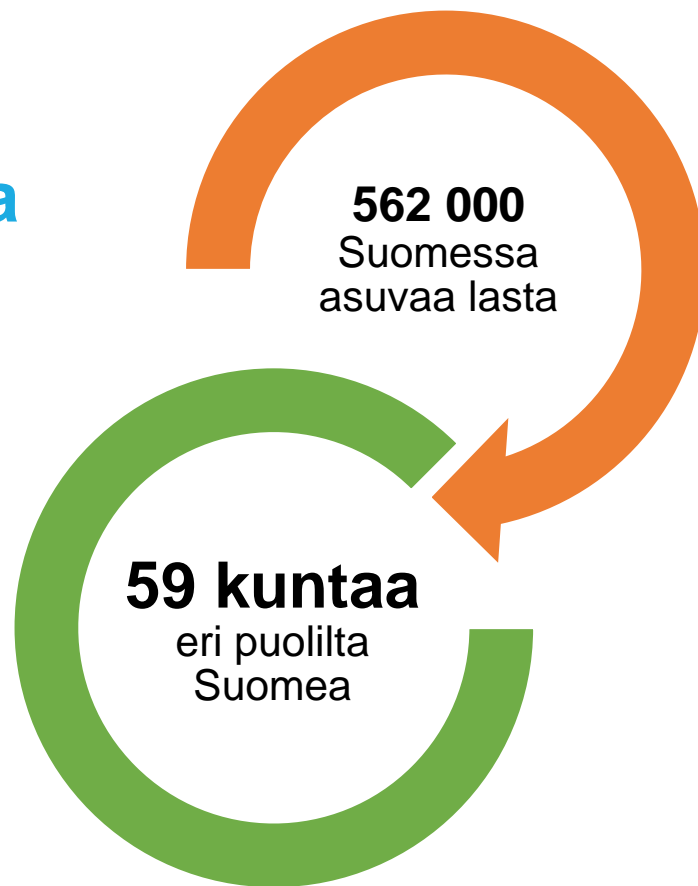 a
562 000
Suomessa
asuvaa lasta
59 kuntaa
eri puolilta
Suomea